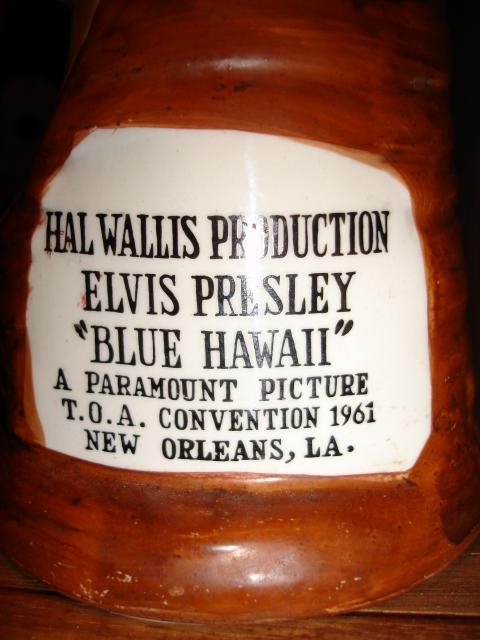 HAL WALLIS PRODUCTION
ELVIS PRESLEY
"BLUE HAWAII"
A PARAMOUNT PICTURE
T.O.A. CONVENTION 1961
NEW ORLEANS, LA.